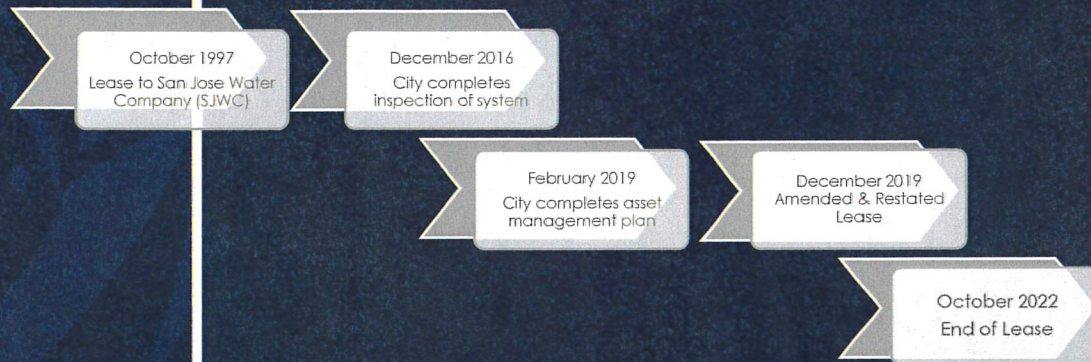 October 1997
Lease to San Jose Water
Company (SJWC)
December 2016
City completes
inspection of system
February 2019
City completes asset
management plan
December 2019
Amended & Restated
Lease
October 2022
End of Lease